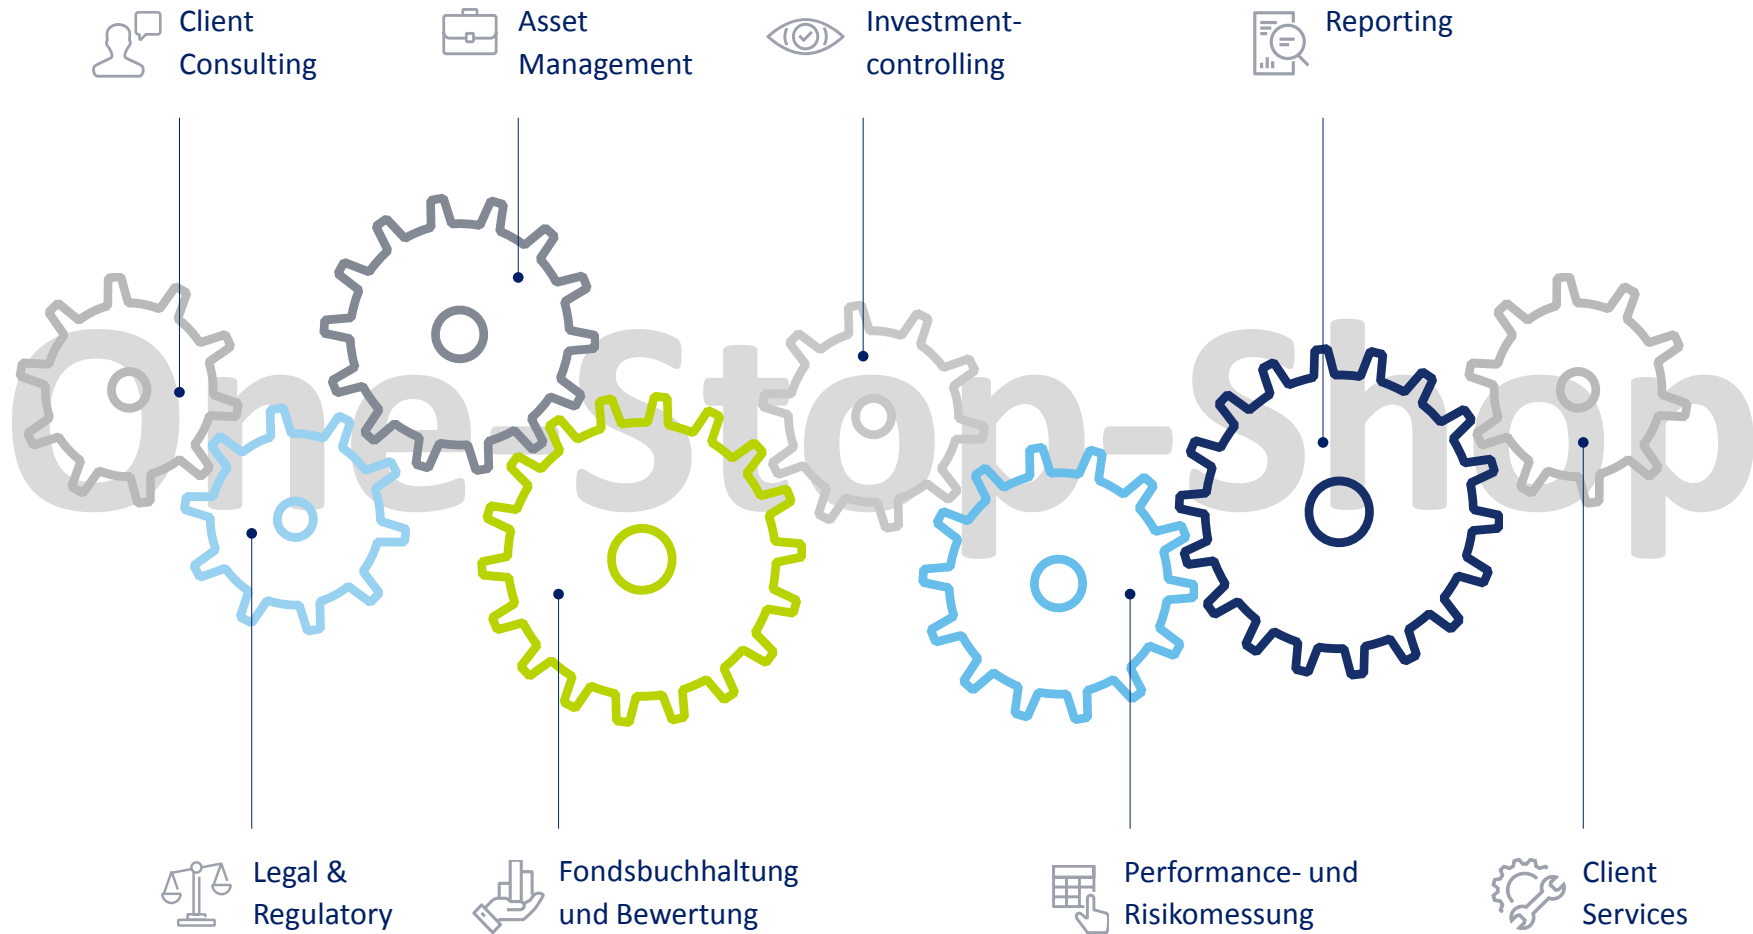 Client
Consulting
Asset
Management
Investment-
controlling
Reporting
One-Stop-Shop
Legal &
Regulatory
Fondsbuchhaltung
und Bewertung
Performance- und
Risikomessung
Client
Services